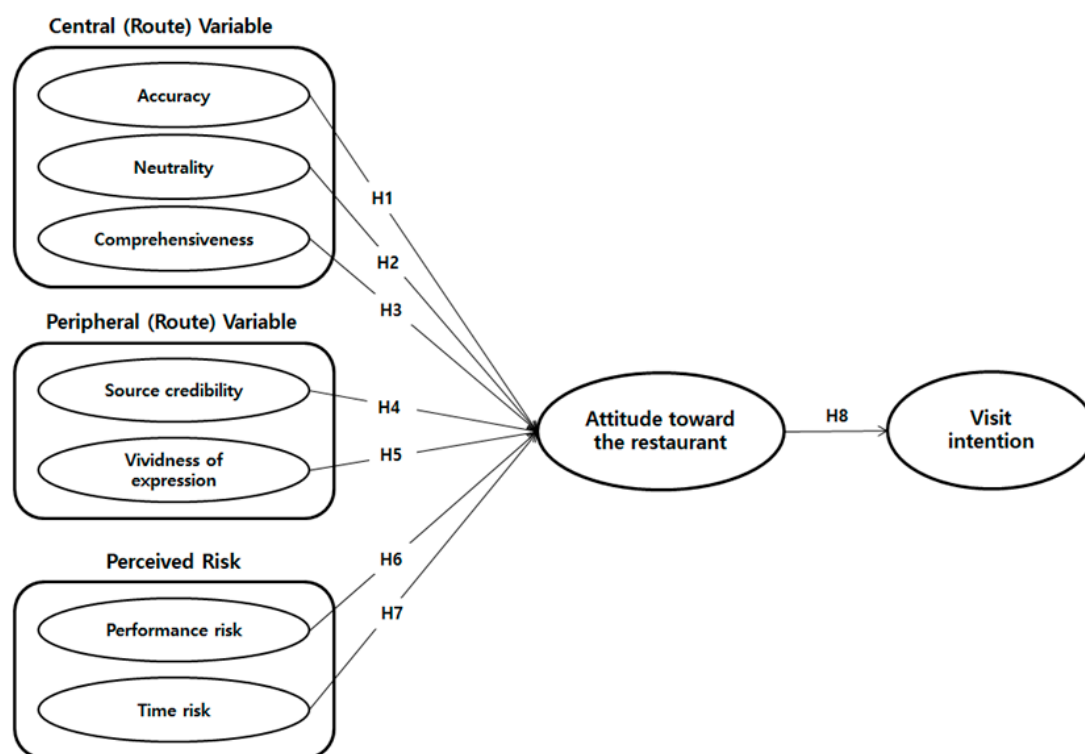 Central (Route) Variable
Accuracy
Neutrality
Comprehensiveness
H1
H2
H3
Peripheral (Route) Variable
Source credibility
Vividness of
expression
H4
H5
Attitude toward
the restaurant
H8
Visit
intention
Perceived Risk
Performance risk
Time risk
H6
H7